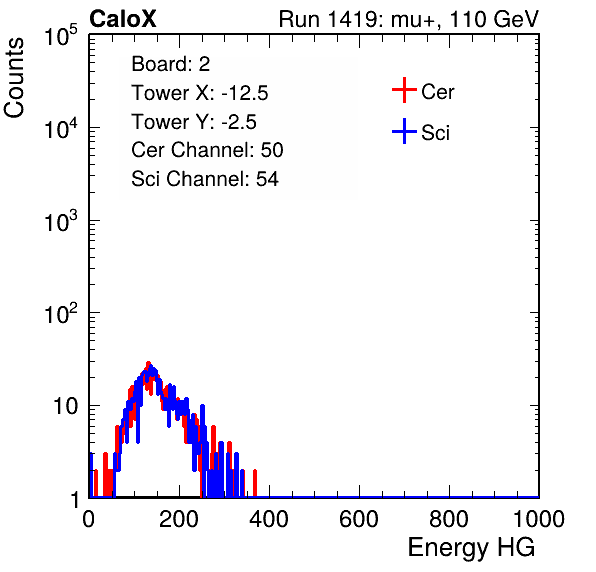 CaloX Run 1419: mu+, 110 GeV
Counts
Board: 2
Tower X: -12.5
Tower Y: -2.5
Cer Channel: 50
Sci Channel: 54
Cer
Sci
10^5
10^4
10^3
10^2
10
1
0 200 400 600 800 1000
Energy HG